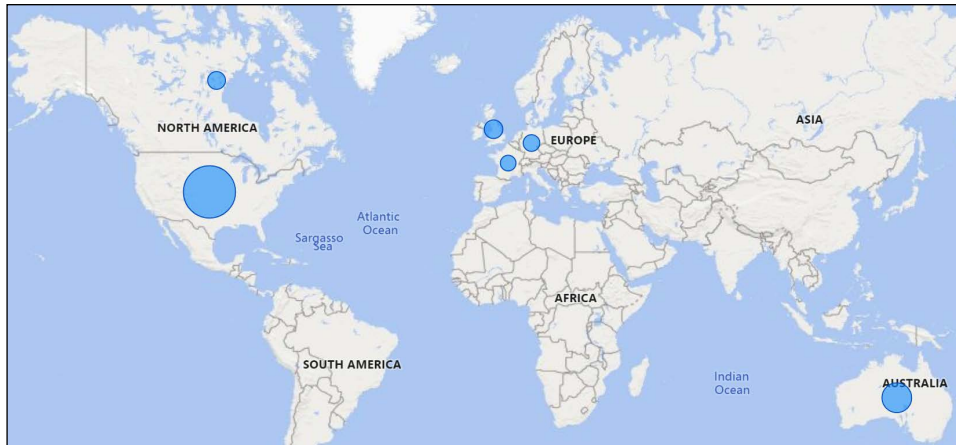 ASIA
NORTH AMERICA
EUROPE
Atlantic
Ocean
Sargasso
Sea
AFRICA
SOUTH AMERICA
Indian
Ocean
AUSTRALIA